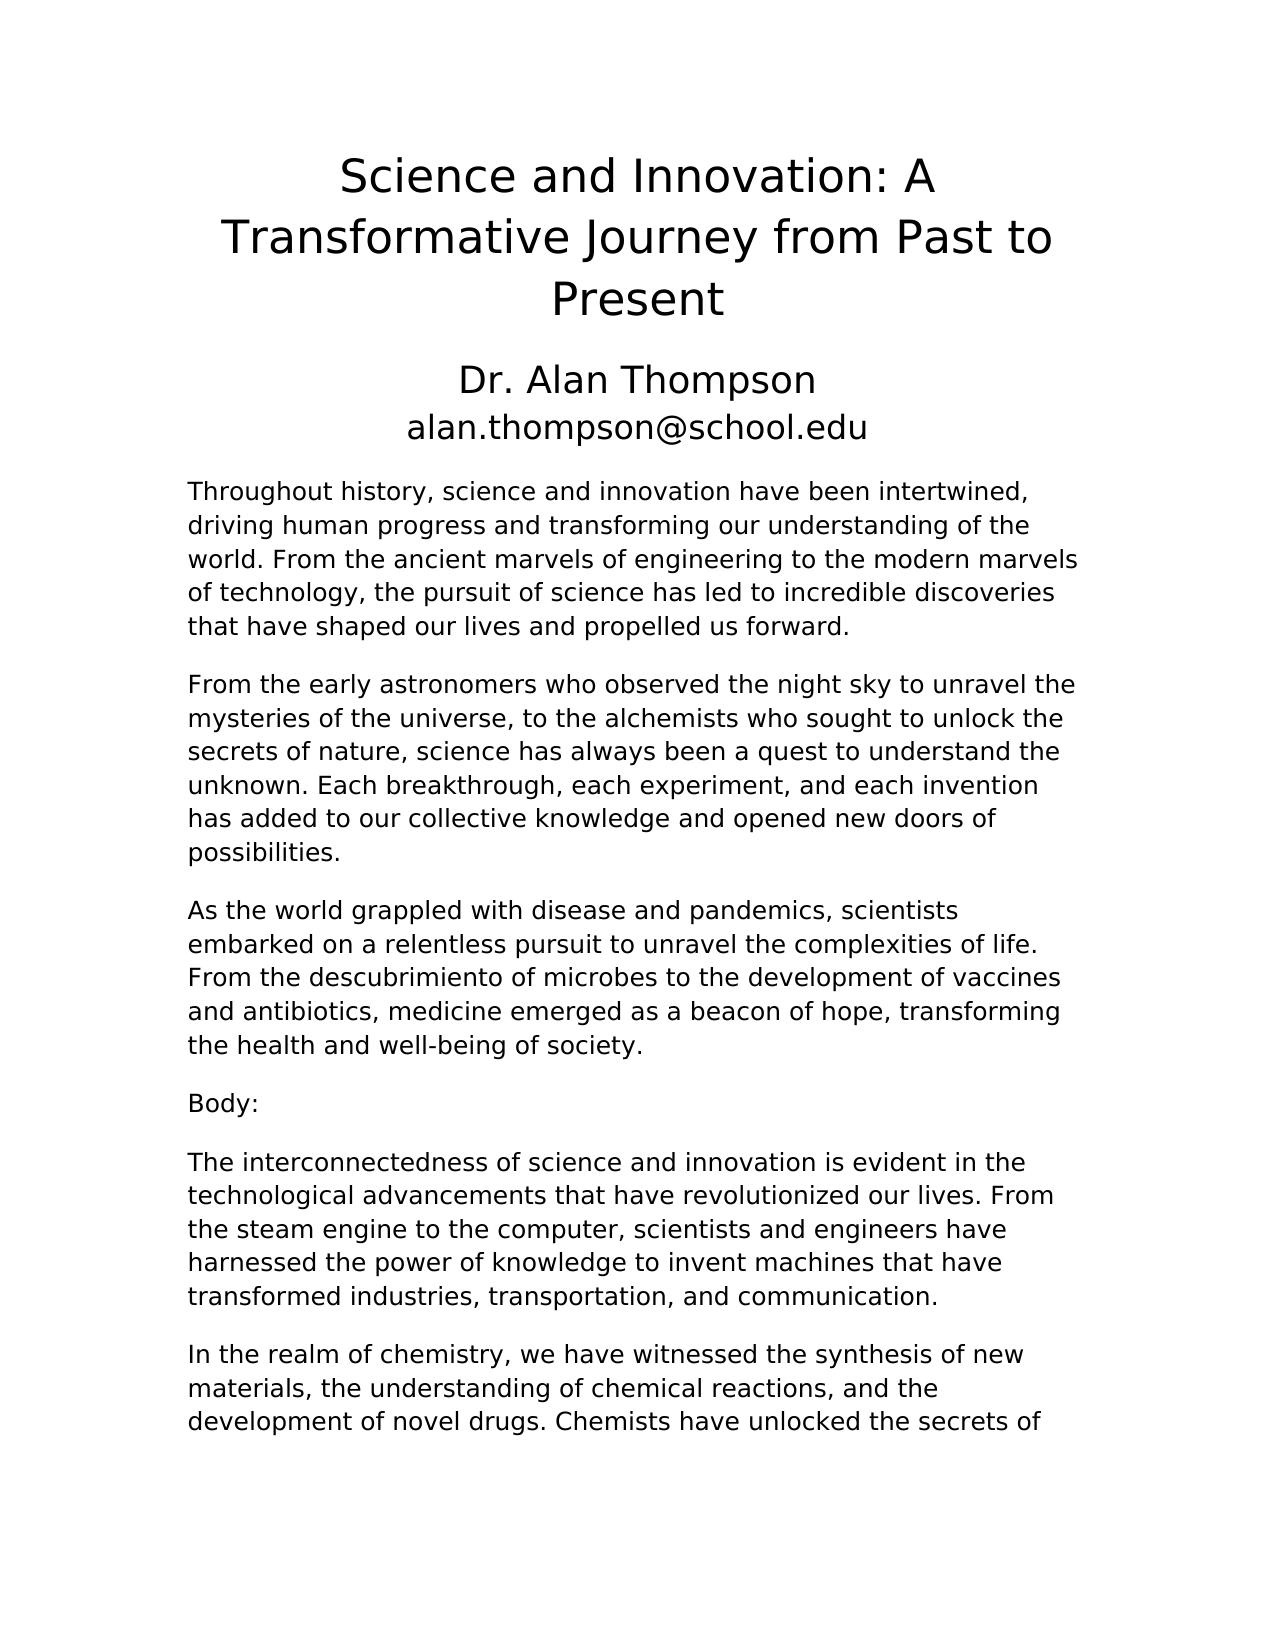 Science and Innovation: A
Transformative Journey from Past to
Present
Dr. Alan Thompson
alan.thompson@school.edu
Throughout history, science and innovation have been intertwined,
driving human progress and transforming our understanding of the
world. From the ancient marvels of engineering to the modern marvels
of technology, the pursuit of science has led to incredible discoveries
that have shaped our lives and propelled us forward.
From the early astronomers who observed the night sky to unravel the
mysteries of the universe, to the alchemists who sought to unlock the
secrets of nature, science has always been a quest to understand the
unknown. Each breakthrough, each experiment, and each invention
has added to our collective knowledge and opened new doors of
possibilities.
As the world grappled with disease and pandemics, scientists
embarked on a relentless pursuit to unravel the complexities of life.
From the descubrimiento of microbes to the development of vaccines
and antibiotics, medicine emerged as a beacon of hope, transforming
the health and well-being of society.
Body:
The interconnectedness of science and innovation is evident in the
technological advancements that have revolutionized our lives. From
the steam engine to the computer, scientists and engineers have
harnessed the power of knowledge to invent machines that have
transformed industries, transportation, and communication.
In the realm of chemistry, we have witnessed the synthesis of new
materials, the understanding of chemical reactions, and the
development of novel drugs. Chemists have unlocked the secrets of